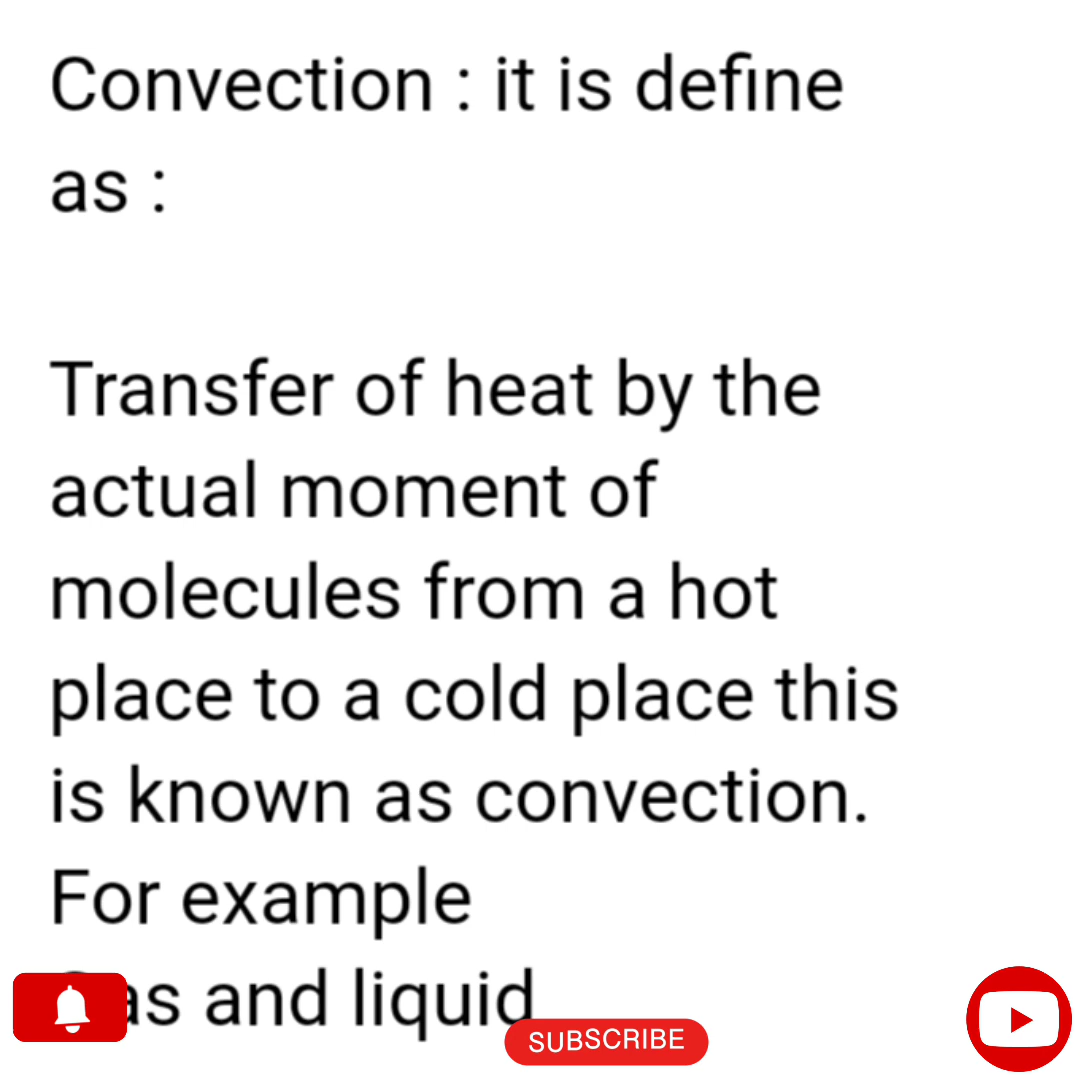 Convection : it is define
as :
Transfer of heat by the
actual moment of
molecules from a hot
place to a cold place this
is known as convection.
For example
and liquid
SUBSCRIBE